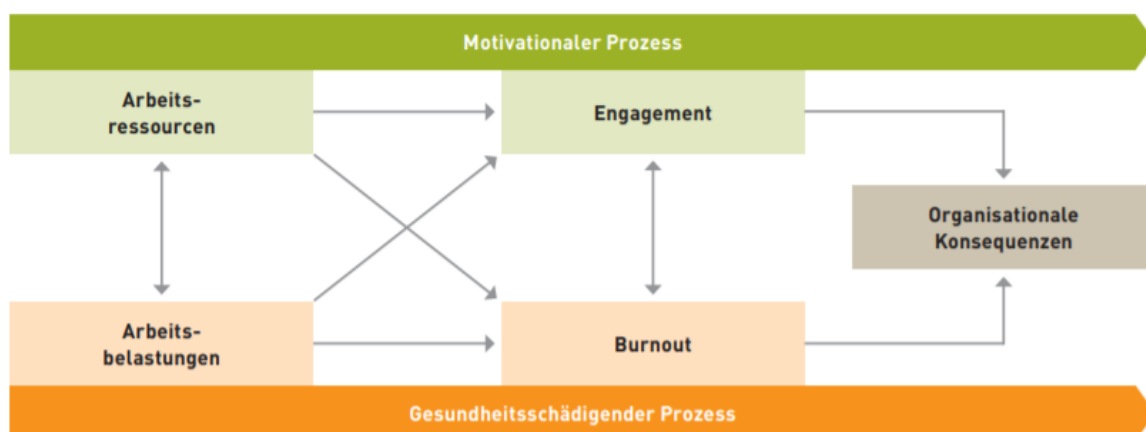 Motivationaler Prozess
Arbeits-
ressourcen
Engagement
Organisationale
Konsequenzen
Arbeits-
belastungen
Burnout
Gesundheitsschädigender Prozess